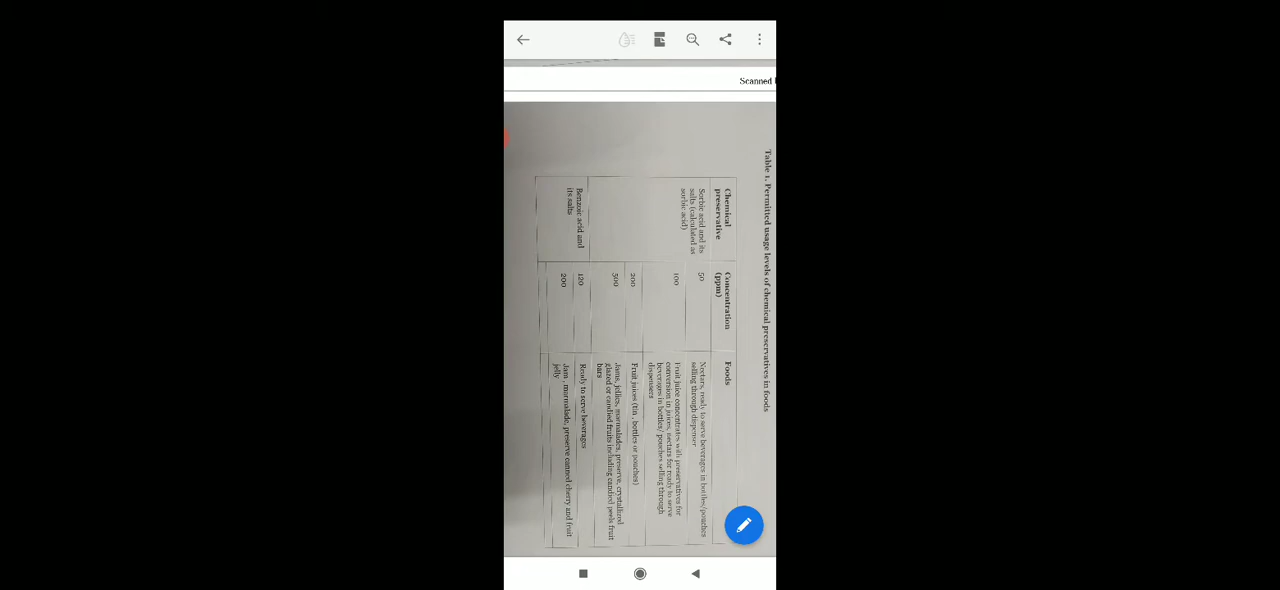 Scanned
Table 1. Permitted usage levels of chemical preservatives in foods
Chemical
preservative
Concentration
(ppm)
Foods
Sorbic acid and its
salts (calculated as
sorbic acid)
50
Nectars, ready to serve beverages in bottles/pouches
selling through dispenser
100
Fruit juice concentrates with preservatives for
conversion in juices, nectars for ready to serve
beverages in bottles/ pouches selling through
dispensers
200
Fruit juices (tin , bottles or pouches)
500
Jams, jellies, marmalades, preserve, crystallized
glazed or candied fruits including candied peels fruit
bars
Benzoic acid and
its salts
120
Ready to serve beverages
200
Jam , marmalade, preserve canned cherry and fruit
jelly